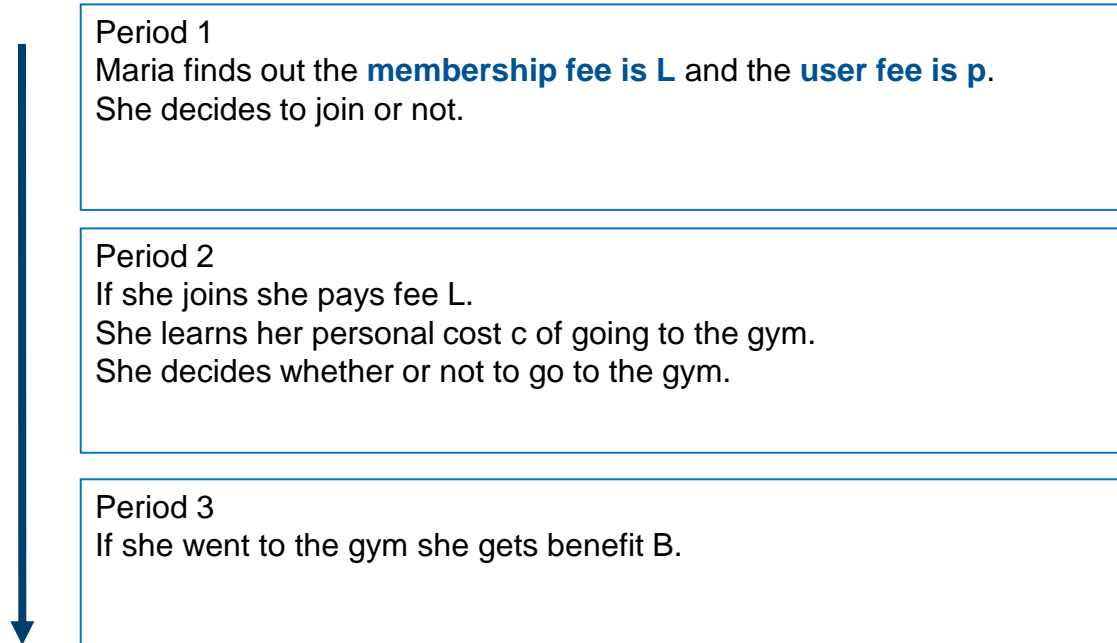 Period 1
Maria finds out the membership fee is L and the user fee is p.
She decides to join or not.
Period 2
If she joins she pays fee L.
She learns her personal cost c of going to the gym.
She decides whether or not to go to the gym.
Period 3
If she went to the gym she gets benefit B.